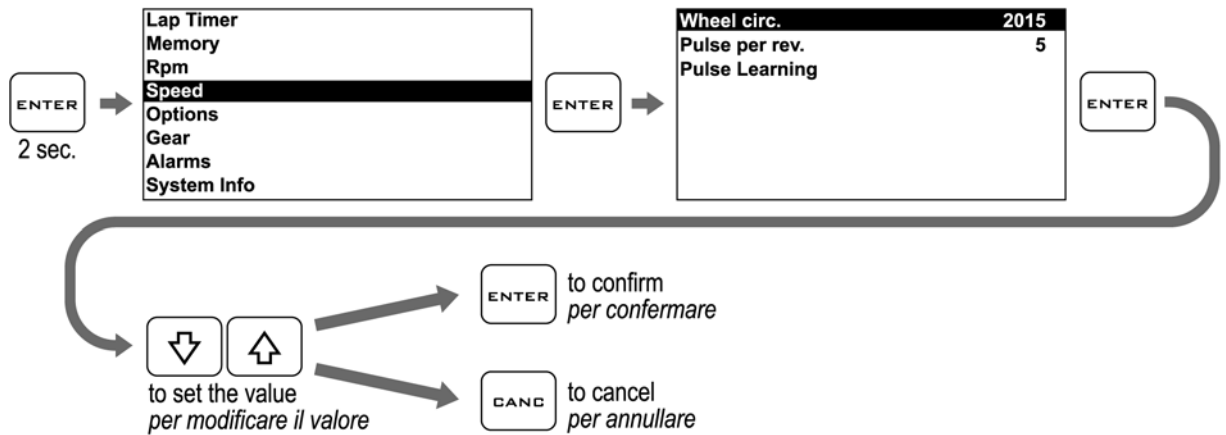 ENTER
2 sec.
Lap Timer
Memory
Rpm
Speed
Options
Gear
Alarms
System Info
ENTER
Wheel circ. 2015
Pulse per rev. 5
Pulse Learning
ENTER
to set the value
per modificare il valore
ENTER
to confirm
per confermare
CANC
to cancel
per annullare